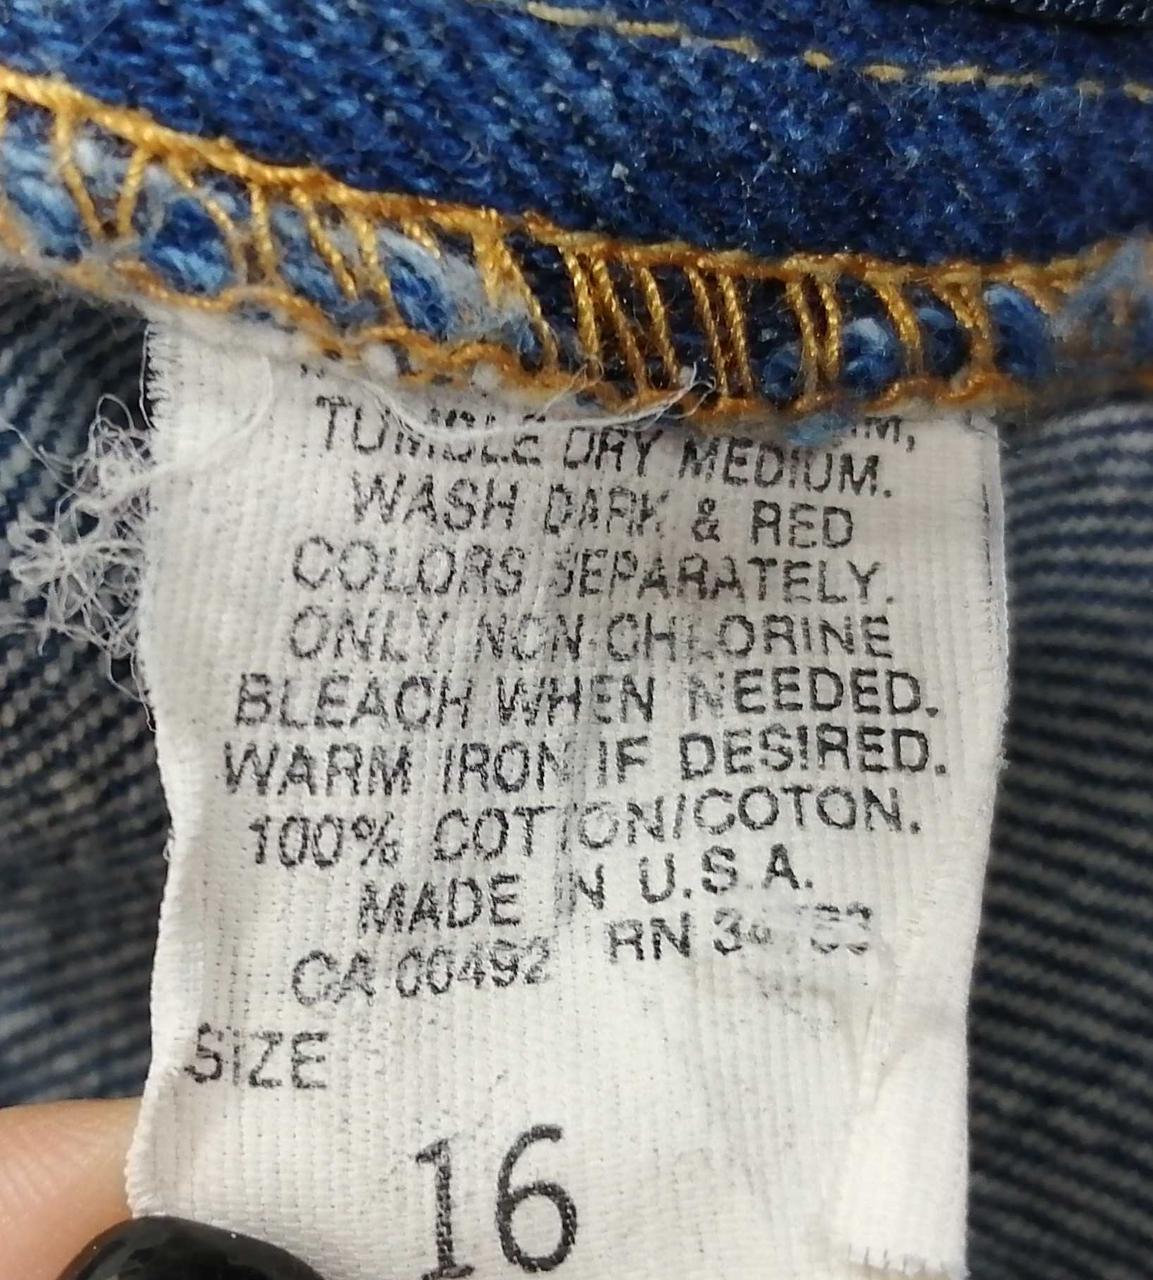 TUMBLE DRY MEDIUM.
WASH DARK & RED
COLORS SEPARATELY.
ONLY NON-CHLORINE
BLEACH WHEN NEEDED.
WARM IRON IF DESIRED.
100% COTTON/COTON.
MADE IN U.S.A.
CA 00492 RN
SIZE
16